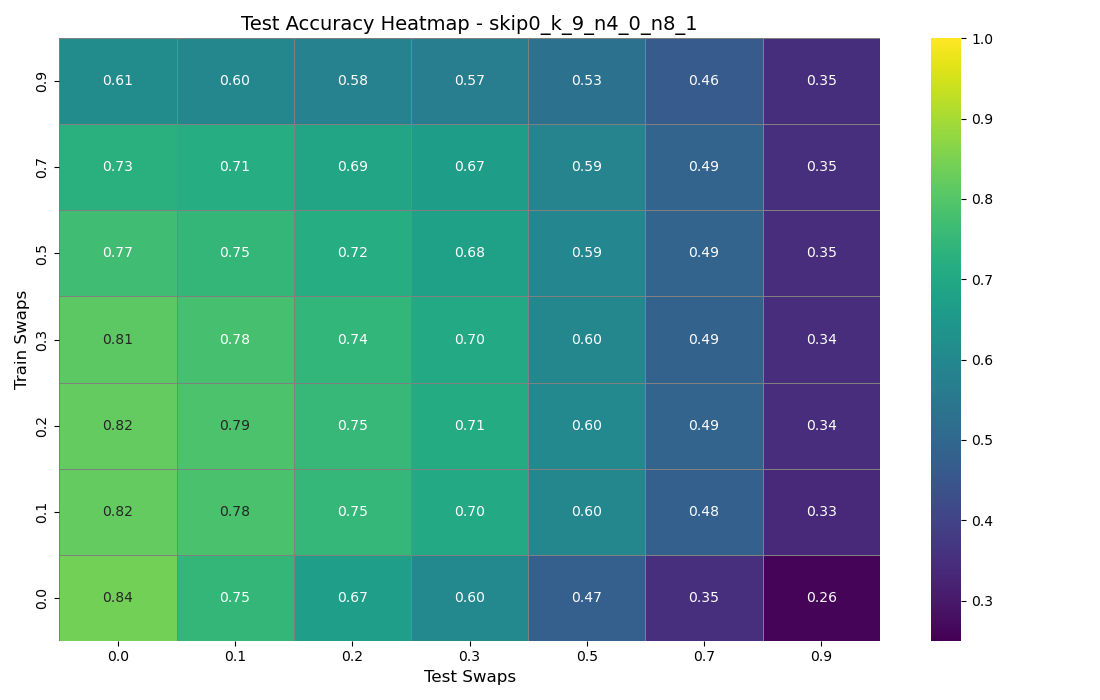 Test Accuracy Heatmap - skip0_k_9_n4_0_n8_1
Train Swaps
0.9 0.61 0.60 0.58 0.57 0.53 0.46 0.35
0.7 0.73 0.71 0.69 0.67 0.59 0.49 0.35
0.5 0.77 0.75 0.72 0.68 0.59 0.49 0.35
0.3 0.81 0.78 0.74 0.70 0.60 0.49 0.34
0.2 0.82 0.79 0.75 0.71 0.60 0.49 0.34
0.1 0.82 0.78 0.75 0.70 0.60 0.48 0.33
0.0 0.84 0.75 0.67 0.60 0.47 0.35 0.26
0.0 0.1 0.2 0.3 0.5 0.7 0.9
Test Swaps
1.0
0.9
0.8
0.7
0.6
0.5
0.4
0.3